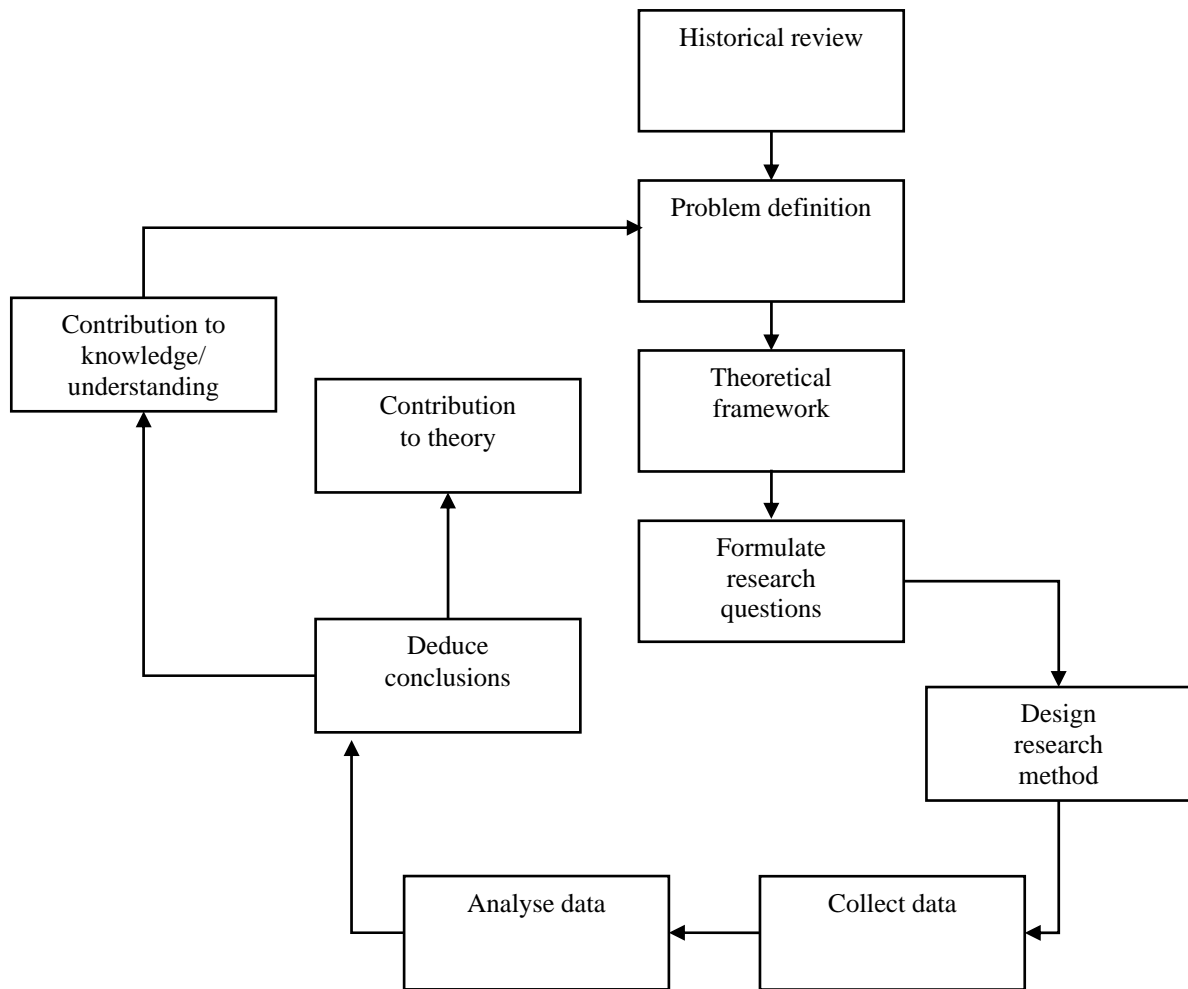 Historical review
Problem definition
Contribution to
knowledge/
understanding
Theoretical
framework
Contribution
to theory
Formulate
research
questions
Deduce
conclusions
Design
research
method
Analyse data
Collect data